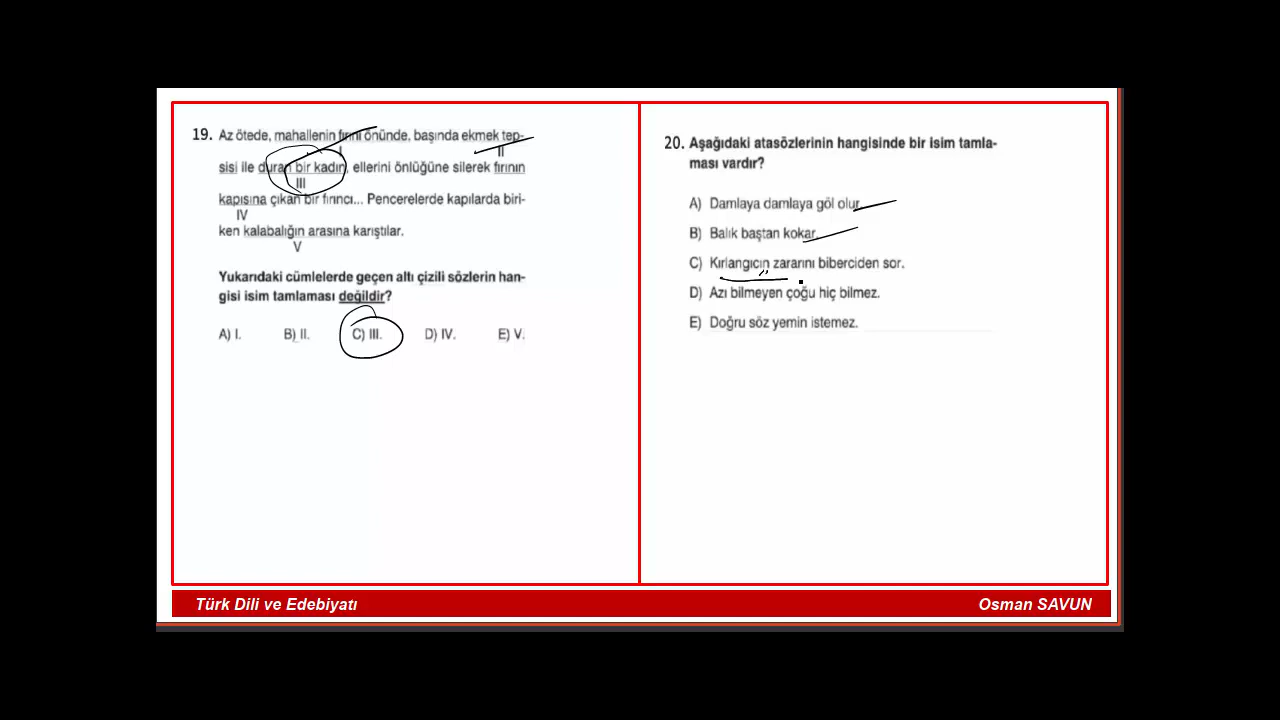 19. Az ötede, mahallenin fırını önünde, başında ekmek tep-
I II
sisi ile duran bir kadın, ellerini önlüğüne silerek fırının
III
kapısına çıkan bir fırıncı... Pencerelerde kapılarda biri-
IV
ken kalabalığın arasına karıştılar.
V
Yukarıdaki cümlelerde geçen altı çizili sözlerin han-
gisi isim tamlaması değildir?
A) I. B) II. C) III. D) IV. E) V.
20. Aşağıdaki atasözlerinin hangisinde bir isim tamla-
ması vardır?
A) Damlaya damlaya göl olur.
B) Balık baştan kokar.
C) Kırlangıcın zararını biberciden sor.
D) Azı bilmeyen çoğu hiç bilmez.
E) Doğru söz yemin istemez.
Türk Dili ve Edebiyatı
Osman SAVUN